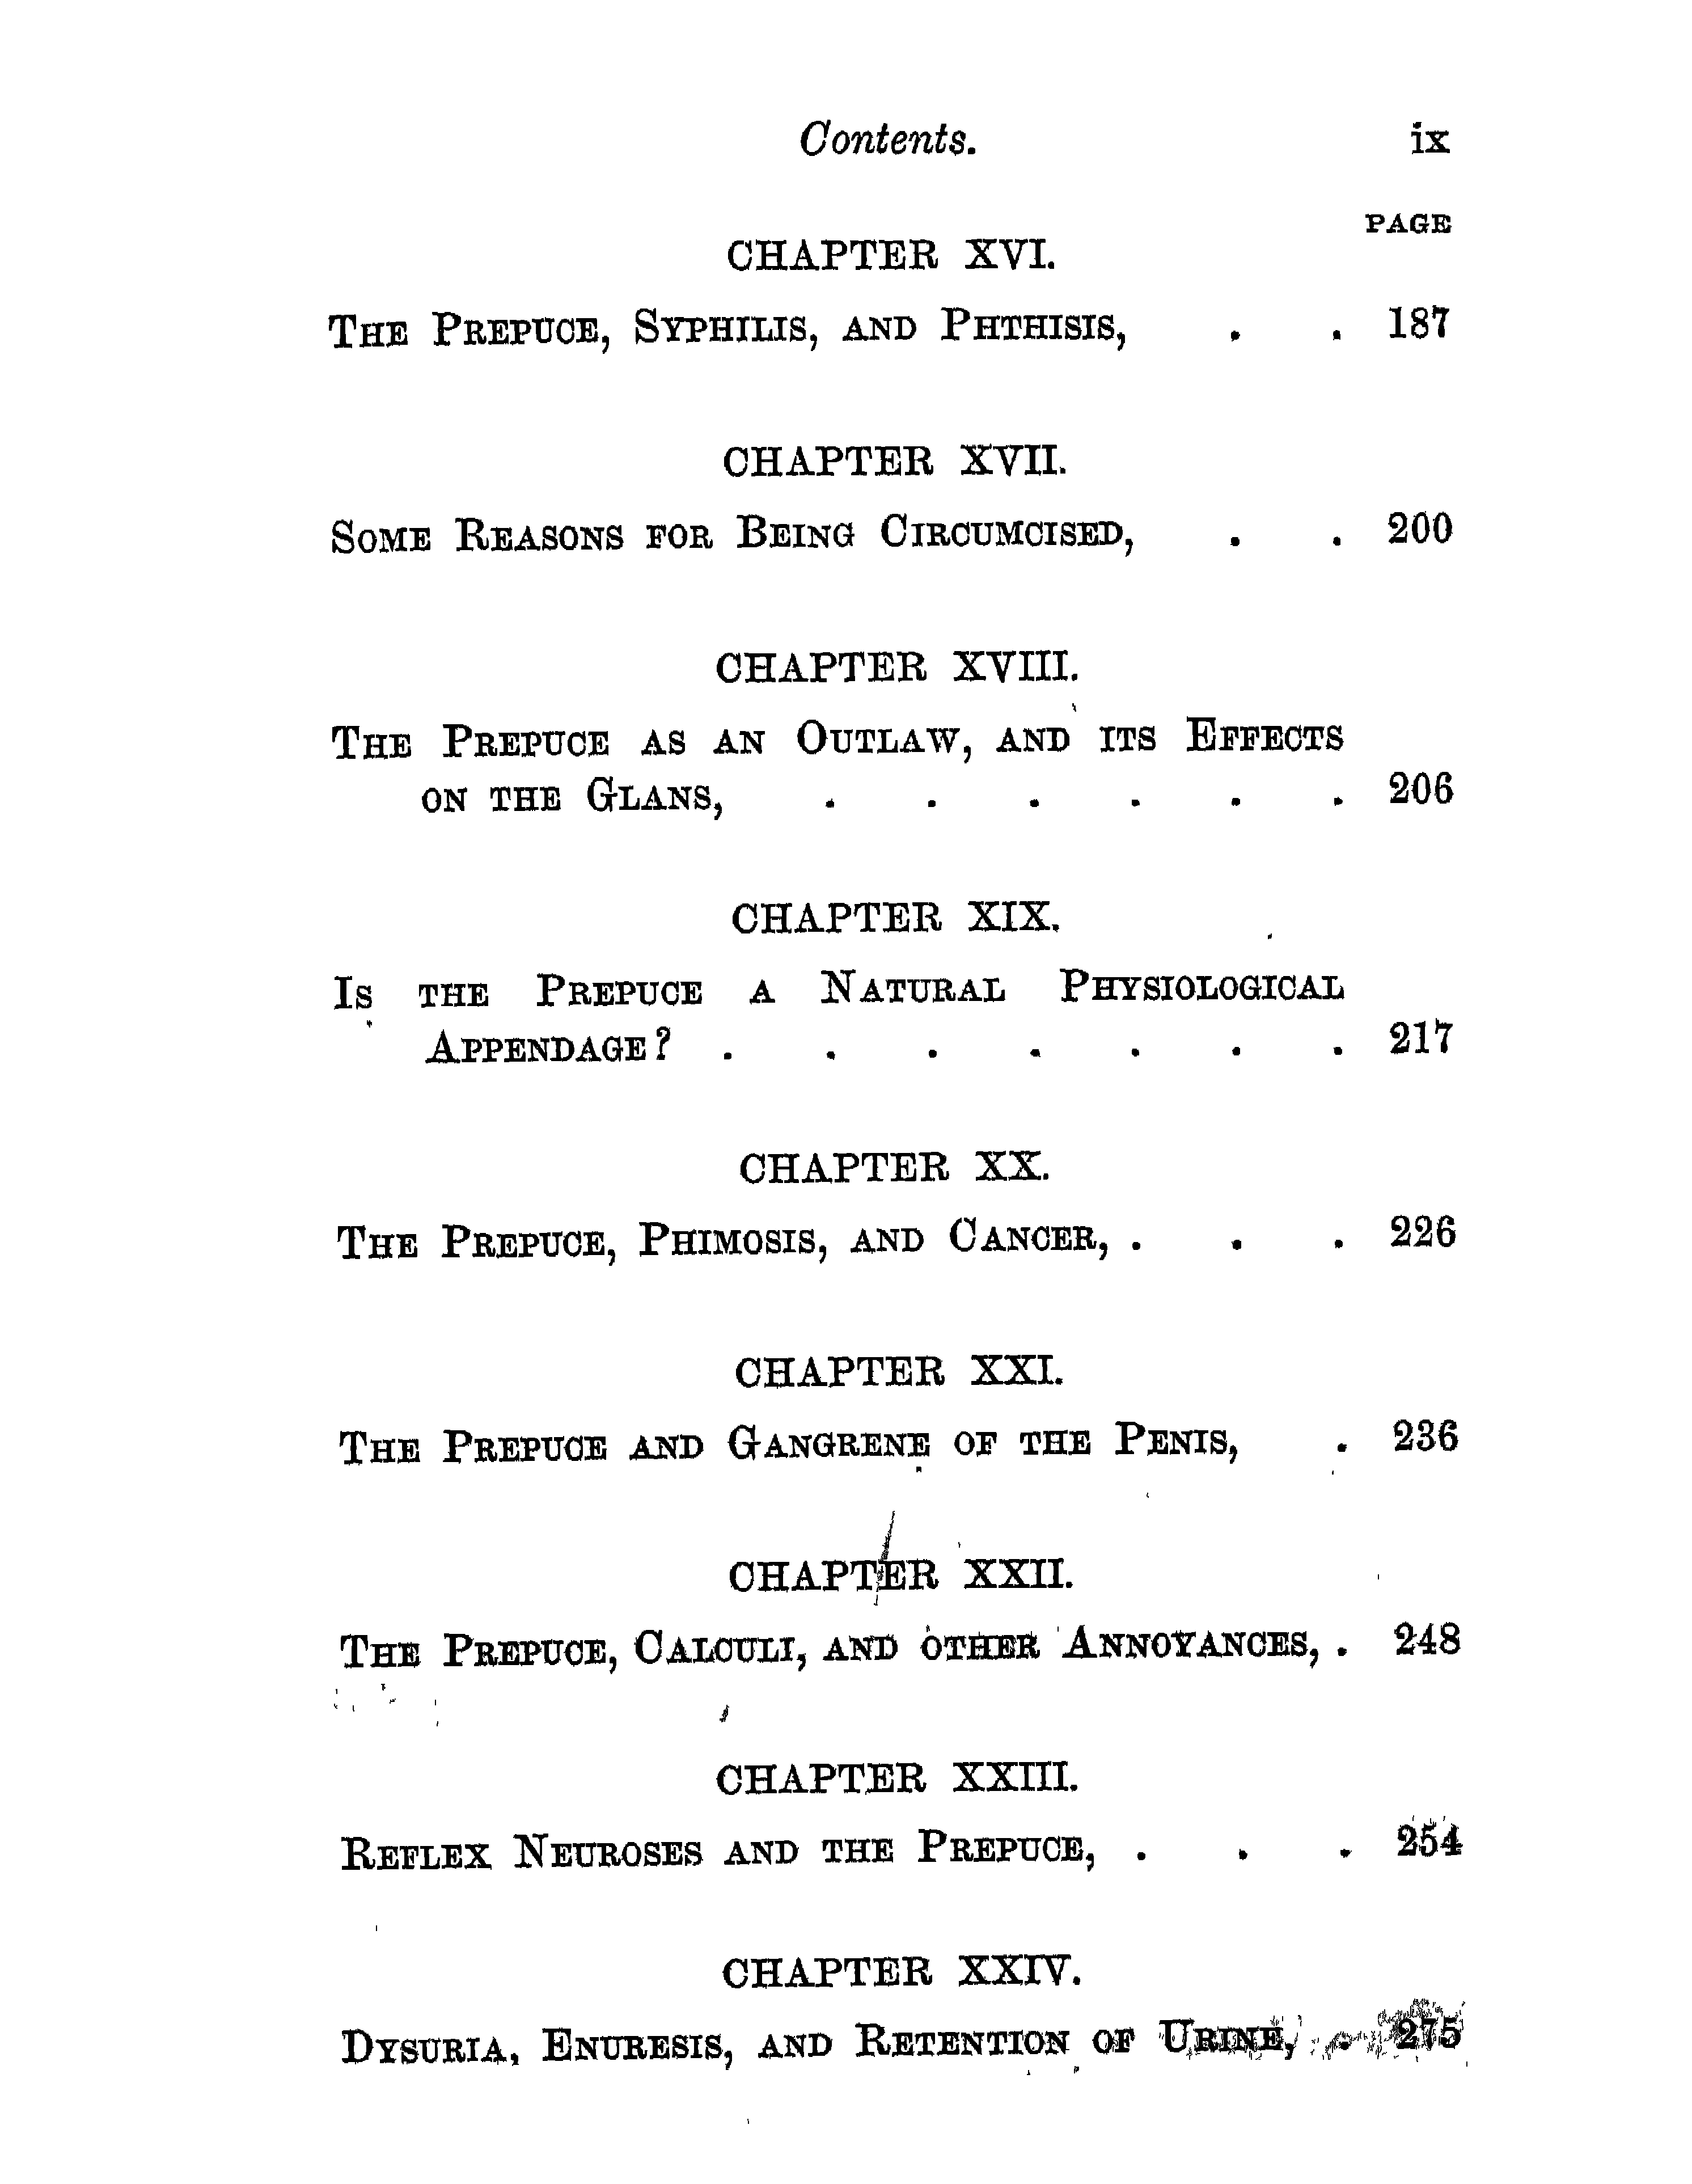 Contents. ix
PAGE
CHAPTER XVI.
THE PREPUCE, SYPHILIS, AND PHTHISIS, . . 187
CHAPTER XVII.
SOME REASONS FOR BEING CIRCUMCISED, . . 200
CHAPTER XVIII.
THE PREPUCE AS AN OUTLAW, AND ITS EFFECTS
ON THE GLANS, . . . . . . 206
CHAPTER XIX.
IS THE PREPUCE A NATURAL PHYSIOLOGICAL
APPENDAGE? . . . . . . . 217
CHAPTER XX.
THE PREPUCE, PHIMOSIS, AND CANCER, . . . 226
CHAPTER XXI.
THE PREPUCE AND GANGRENE OF THE PENIS, . 236
CHAPTER XXII.
THE PREPUCE, CALCULI, AND OTHER ANNOYANCES, . 248
CHAPTER XXIII.
REFLEX NEUROSES AND THE PREPUCE, . . . 254
CHAPTER XXIV.
DYSURIA, ENURESIS, AND RETENTION OF URINE, . 275